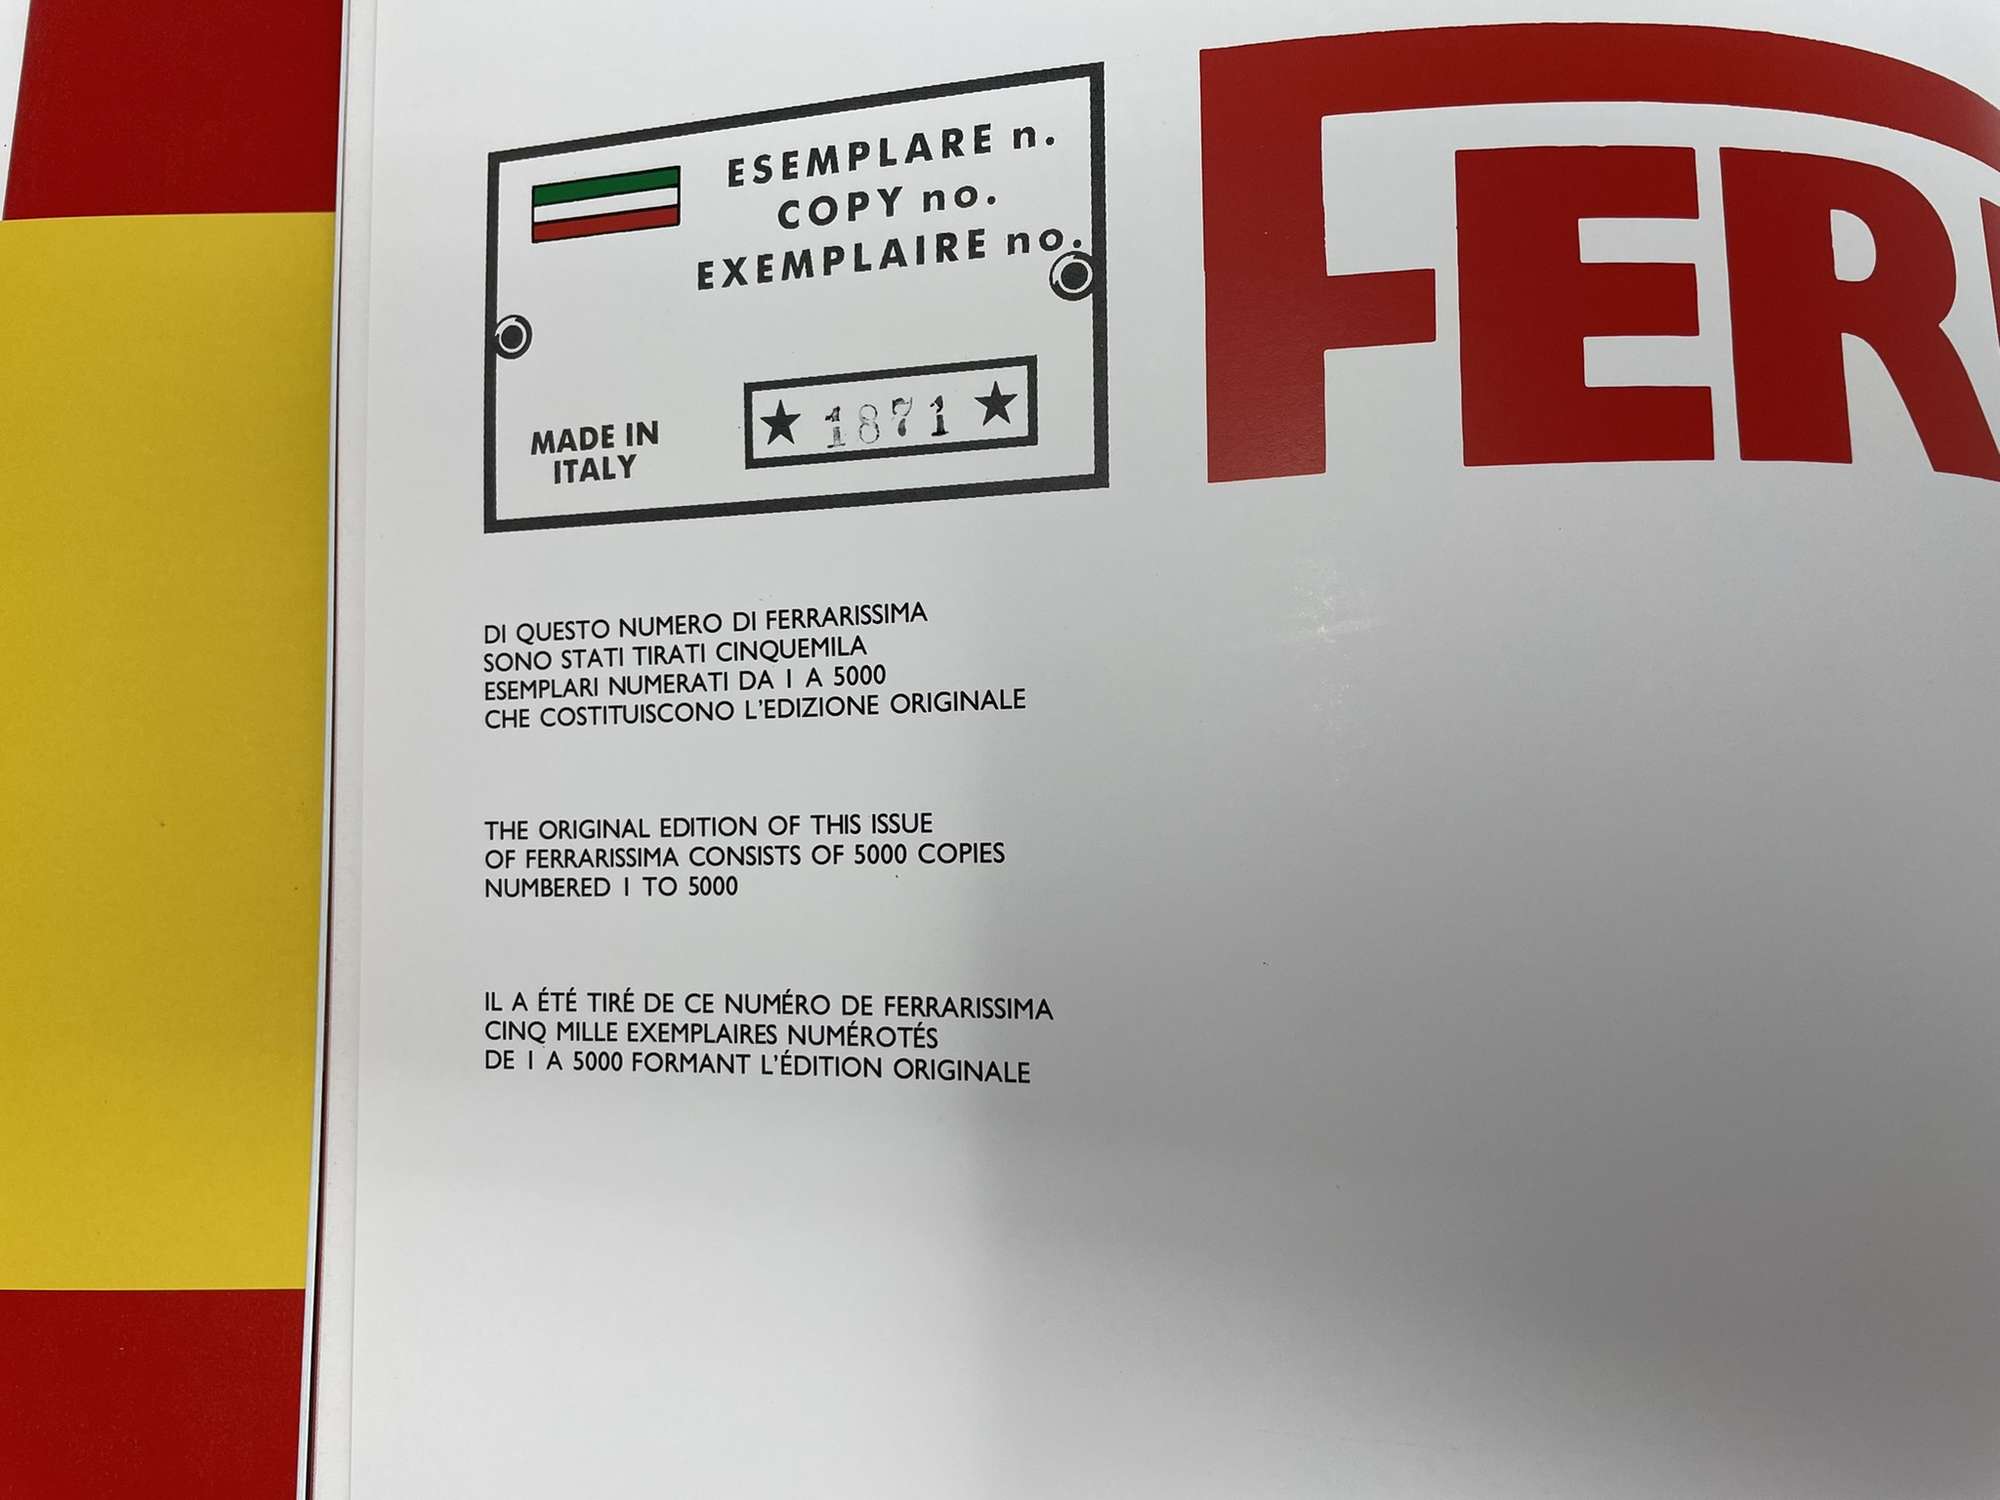 ESEMPLARE n.
COPY no.
EXEMPLAIRE no.
MADE IN
ITALY
★ 1871 ★
FER
DI QUESTO NUMERO DI FERRARISSIMA
SONO STATI TIRATI CINQUEMILA
ESEMPLARI NUMERATI DA 1 A 5000
CHE COSTITUISCONO L'EDIZIONE ORIGINALE
THE ORIGINAL EDITION OF THIS ISSUE
OF FERRARISSIMA CONSISTS OF 5000 COPIES
NUMBERED 1 TO 5000
IL A ÉTÉ TIRÉ DE CE NUMÉRO DE FERRARISSIMA
CINQ MILLE EXEMPLAIRES NUMÉROTÉS
DE 1 A 5000 FORMANT L'ÉDITION ORIGINALE